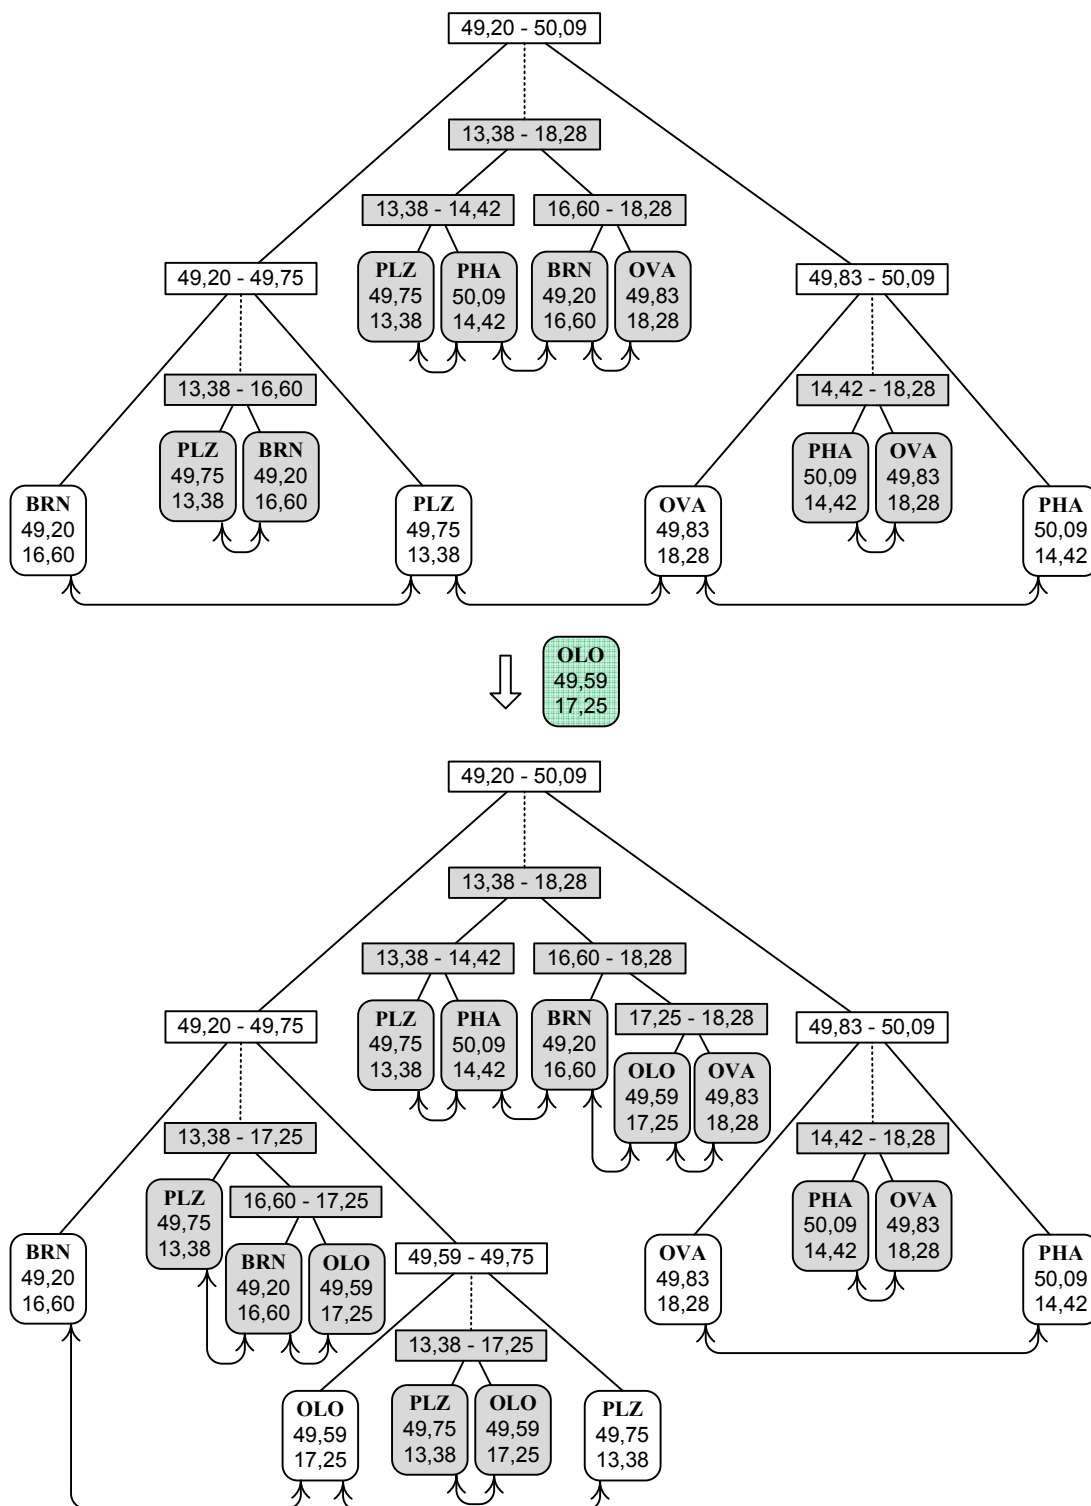 49,20 - 50,09
13,38 - 18,28
13,38 - 14,42
16,60 - 18,28
PLZ
49,75
13,38
PHA
50,09
14,42
BRN
49,20
16,60
OVA
49,83
18,28
49,20 - 49,75
49,83 - 50,09
13,38 - 16,60
14,42 - 18,28
PLZ
49,75
13,38
BRN
49,20
16,60
PHA
50,09
14,42
OVA
49,83
18,28
BRN
49,20
16,60
PLZ
49,75
13,38
OVA
49,83
18,28
PHA
50,09
14,42
OLO
49,59
17,25
49,20 - 50,09
13,38 - 18,28
13,38 - 14,42
16,60 - 18,28
PLZ
49,75
13,38
PHA
50,09
14,42
BRN
49,20
16,60
17,25 - 18,28
OLO
49,59
17,25
OVA
49,83
18,28
49,20 - 49,75
49,83 - 50,09
13,38 - 17,25
14,42 - 18,28
PLZ
49,75
13,38
16,60 - 17,25
BRN
49,20
16,60
OLO
49,59
17,25
PHA
50,09
14,42
OVA
49,83
18,28
BRN
49,20
16,60
49,59 - 49,75
OVA
49,83
18,28
PHA
50,09
14,42
13,38 - 17,25
OLO
49,59
17,25
PLZ
49,75
13,38
OLO
49,59
17,25
PLZ
49,75
13,38